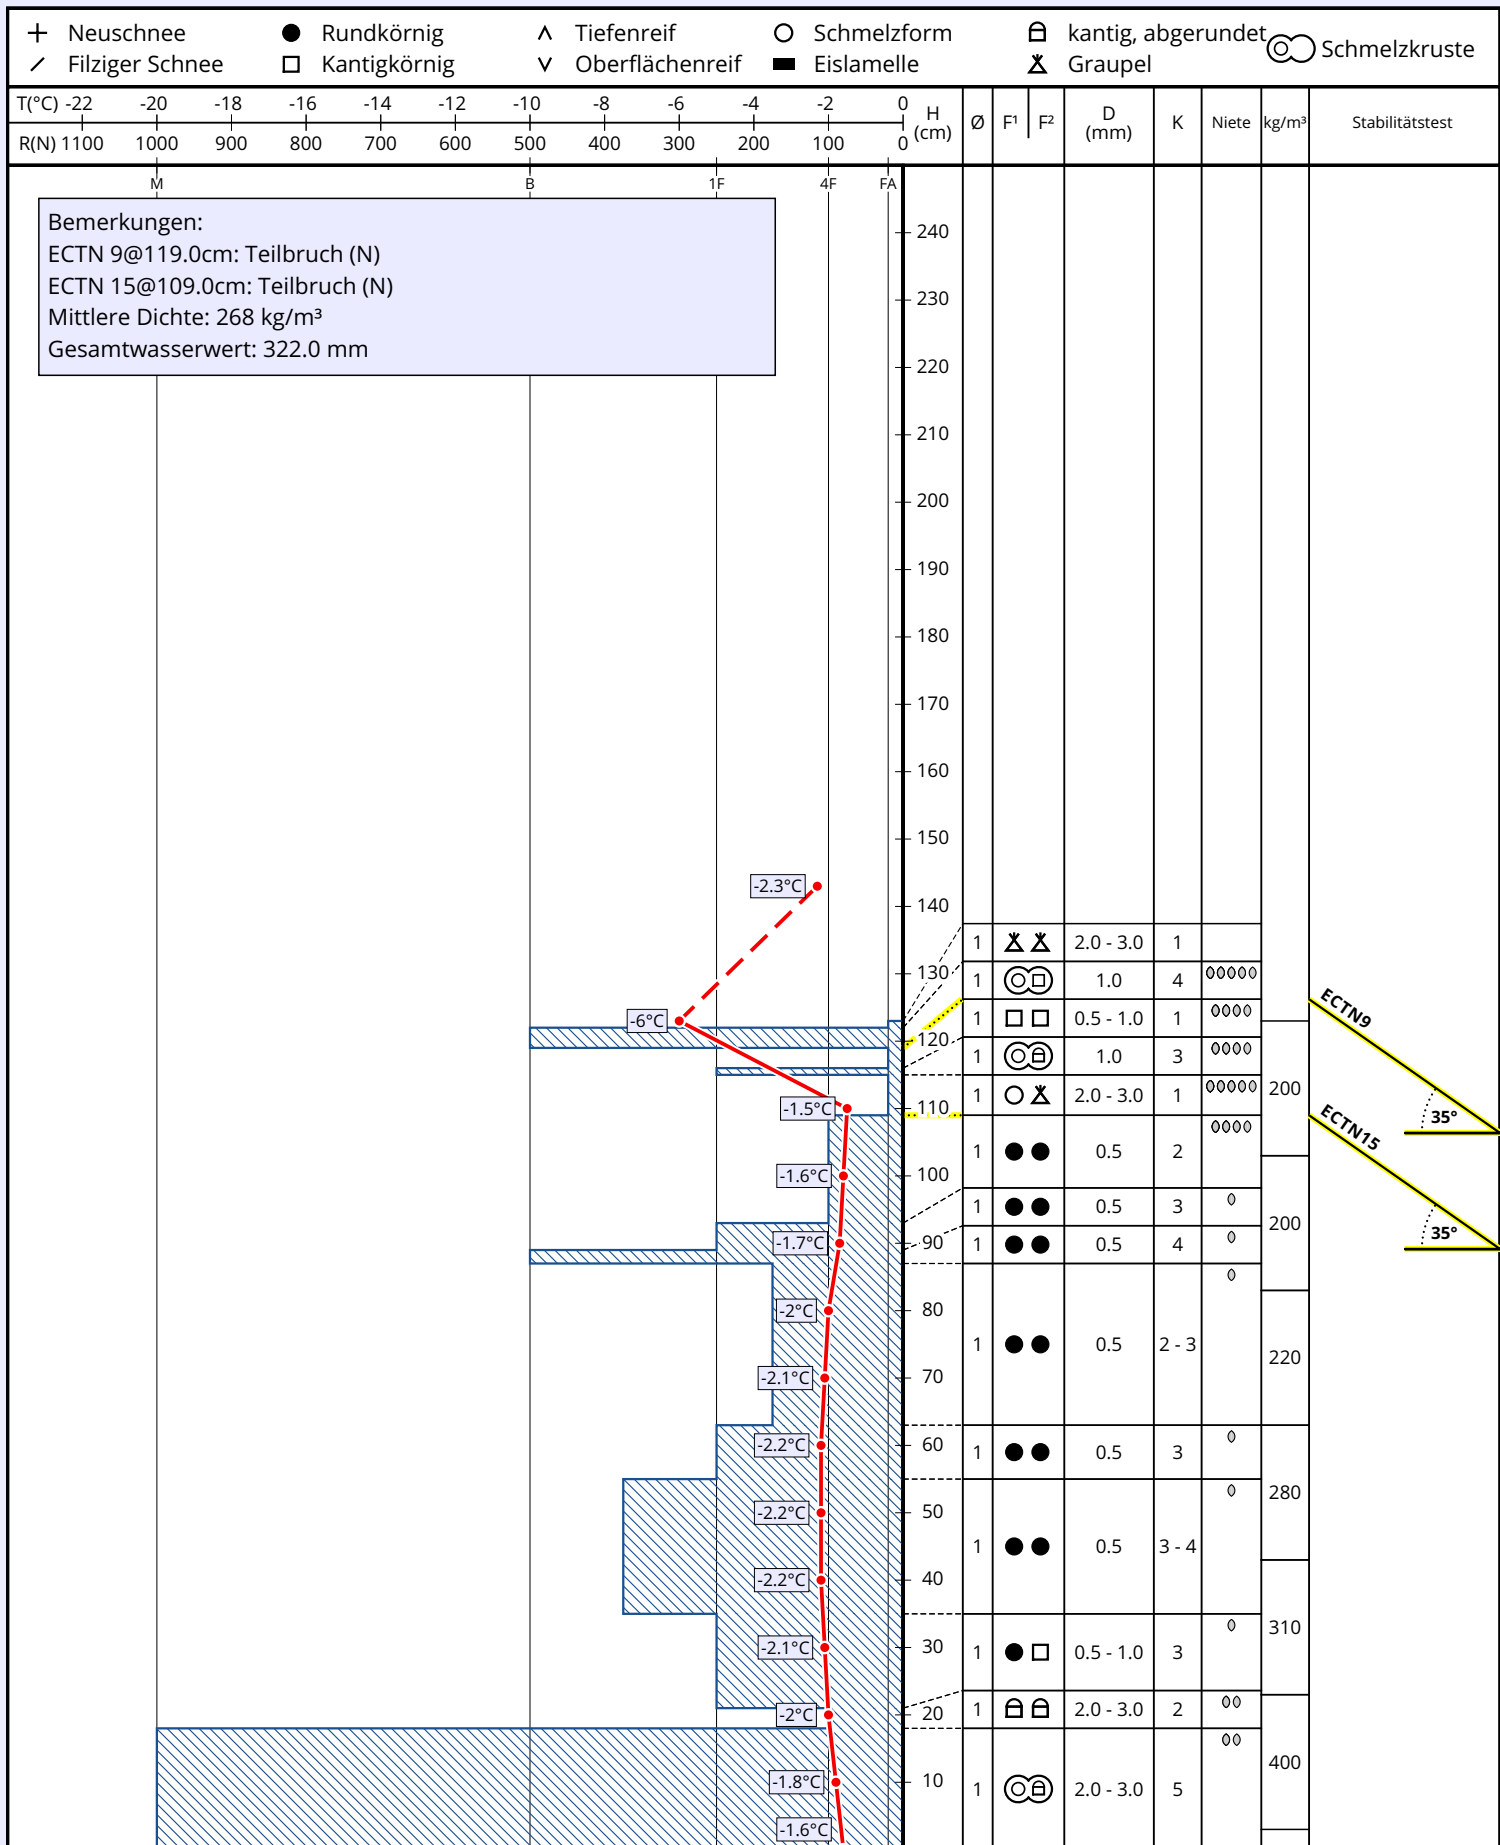 Neuschnee Rundkörnig Tiefenreif Schmelzform kantig, abgerundet Schmelzkruste
Filziger Schnee Kantigkörnig Oberflächenreif Eislamelle Graupel
T(°C) -22 -20 -18 -16 -14 -12 -10 -8 -6 -4 -2 0
R(N) 1100 1000 900 800 700 600 500 400 300 200 100 0
H (cm) Ø F¹ F² D (mm) K Niete kg/m³ Stabilitätstest
M B 1F 4F FA
Bemerkungen:
ECTN 9@119.0cm: Teilbruch (N)
ECTN 15@109.0cm: Teilbruch (N)
Mittlere Dichte: 268 kg/m³
Gesamtwasserwert: 322.0 mm
240
230
220
210
200
190
180
170
160
150
-2.3°C
140
1 2.0 - 3.0 1
130
1 1.0 4
ECTN9
-6°C
1 0.5 - 1.0 1
120
1 1.0 3
200
1 2.0 - 3.0 1
-1.5°C 110
35°
ECTN15
1 0.5 2
-1.6°C 100
1 0.5 3
200
35°
-1.7°C 90 1 0.5 4
-2°C 80
1 0.5 2 - 3
220
-2.1°C 70
-2.2°C 60
1 0.5 3
280
-2.2°C 50
1 0.5 3 - 4
-2.2°C 40
310
-2.1°C 30
1 0.5 - 1.0 3
-2°C 20 1 2.0 - 3.0 2
400
-1.8°C 10
1 2.0 - 3.0 5
-1.6°C